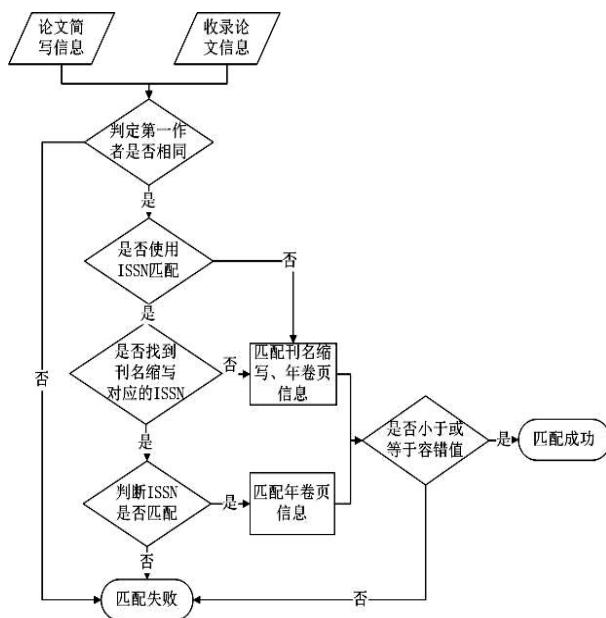 论文简
写信息
收录论
文信息
判定第一作
者是否相同
是
是否使用
ISSN匹配
否
是
是否找到
刊名缩写
对应的ISSN
否
匹配刊名缩
写、年卷页
信息
否
是
是否小于或
等于容错值
是
匹配成功
判断ISSN
是否匹配
是
匹配年卷页
信息
否
匹配失败
否